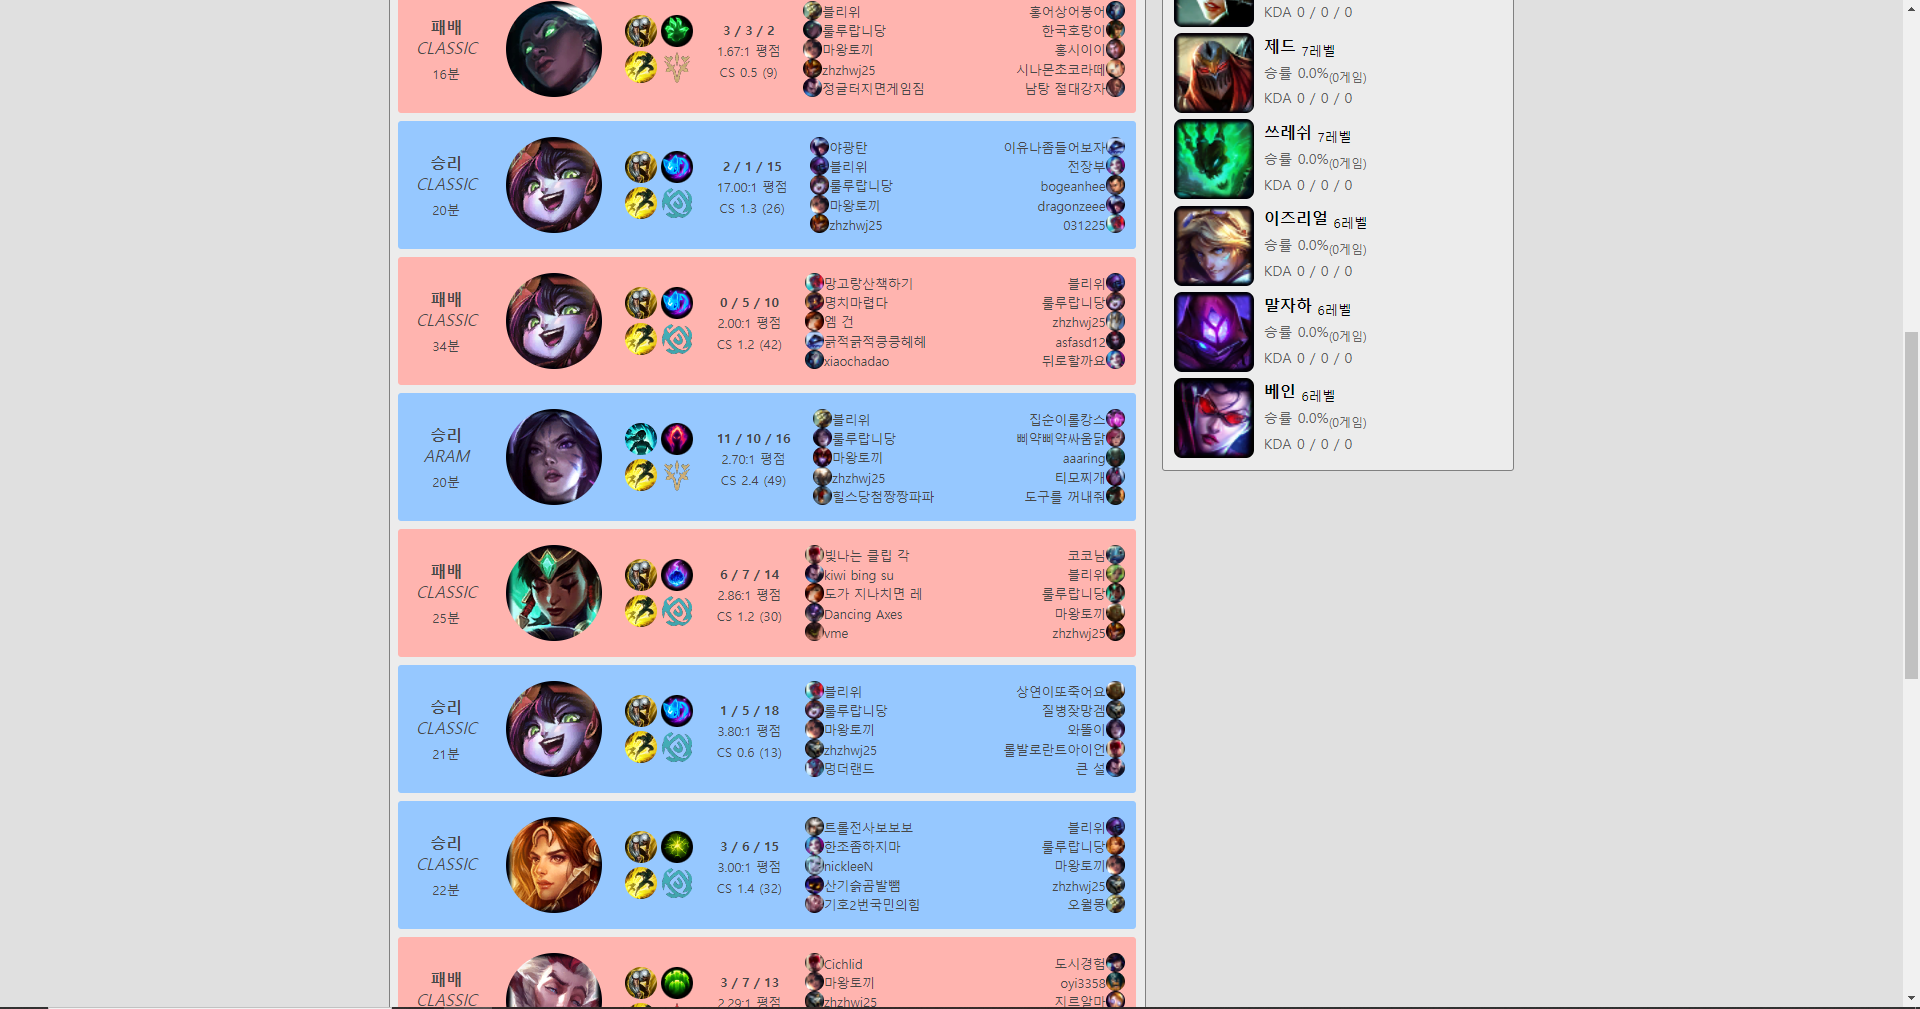 패배
CLASSIC
16분
3 / 3 / 2
1.67:1 평점
CS 0.5 (9)
블리위
룰루랍니당
마왕토끼
zhzhwj25
정글터지면게임짐
홍어상어붕어
한국호랑이
홍시이이
시나몬초코라떼
남탕 절대강자
승리
CLASSIC
20분
2 / 1 / 15
17.00:1 평점
CS 1.3 (26)
야광탄
블리위
룰루랍니당
마왕토끼
zhzhwj25
이유나좀들어보자
전장부
bogeanhee
dragonzeee
031225
패배
CLASSIC
34분
0 / 5 / 10
2.00:1 평점
CS 1.2 (42)
망고랑산책하기
명치마렵다
엠 건
긁적긁적킁킁헤헤
xiaochadao
블리위
룰루랍니당
zhzhwj25
asfasd12
뒤로할까요
승리
ARAM
20분
11 / 10 / 16
2.70:1 평점
CS 2.4 (49)
블리위
룰루랍니당
마왕토끼
zhzhwj25
힐스당첨짱짱파파
집순이롤캉스
삐약삐약싸움닭
aaaring
티모찌개
도구를 꺼내줘
패배
CLASSIC
25분
6 / 7 / 14
2.86:1 평점
CS 1.2 (30)
빛나는 클립 각
kiwi bing su
도가 지나치면 레
Dancing Axes
vme
코코님
블리위
룰루랍니당
마왕토끼
zhzhwj25
승리
CLASSIC
21분
1 / 5 / 18
3.80:1 평점
CS 0.6 (13)
블리위
룰루랍니당
마왕토끼
zhzhwj25
멍더랜드
상연이또죽어요
질병잦망겜
와똘이
롤발로란트아이언
큰 설
승리
CLASSIC
22분
3 / 6 / 15
3.00:1 평점
CS 1.4 (32)
트롤전사보보보
한조좀하지마
nickleeN
산기슭곰발뺌
기호2번국민의힘
블리위
룰루랍니당
마왕토끼
zhzhwj25
오월몽
패배
CLASSIC
3 / 7 / 13
2.29:1 평점
Cichlid
마왕토끼
zhzhwj25
도시경험
oyi3358
지르알마
KDA 0 / 0 / 0
제드 7레벨
승률 0.0%(0게임)
KDA 0 / 0 / 0
쓰레쉬 7레벨
승률 0.0%(0게임)
KDA 0 / 0 / 0
이즈리얼 6레벨
승률 0.0%(0게임)
KDA 0 / 0 / 0
말자하 6레벨
승률 0.0%(0게임)
KDA 0 / 0 / 0
베인 6레벨
승률 0.0%(0게임)
KDA 0 / 0 / 0